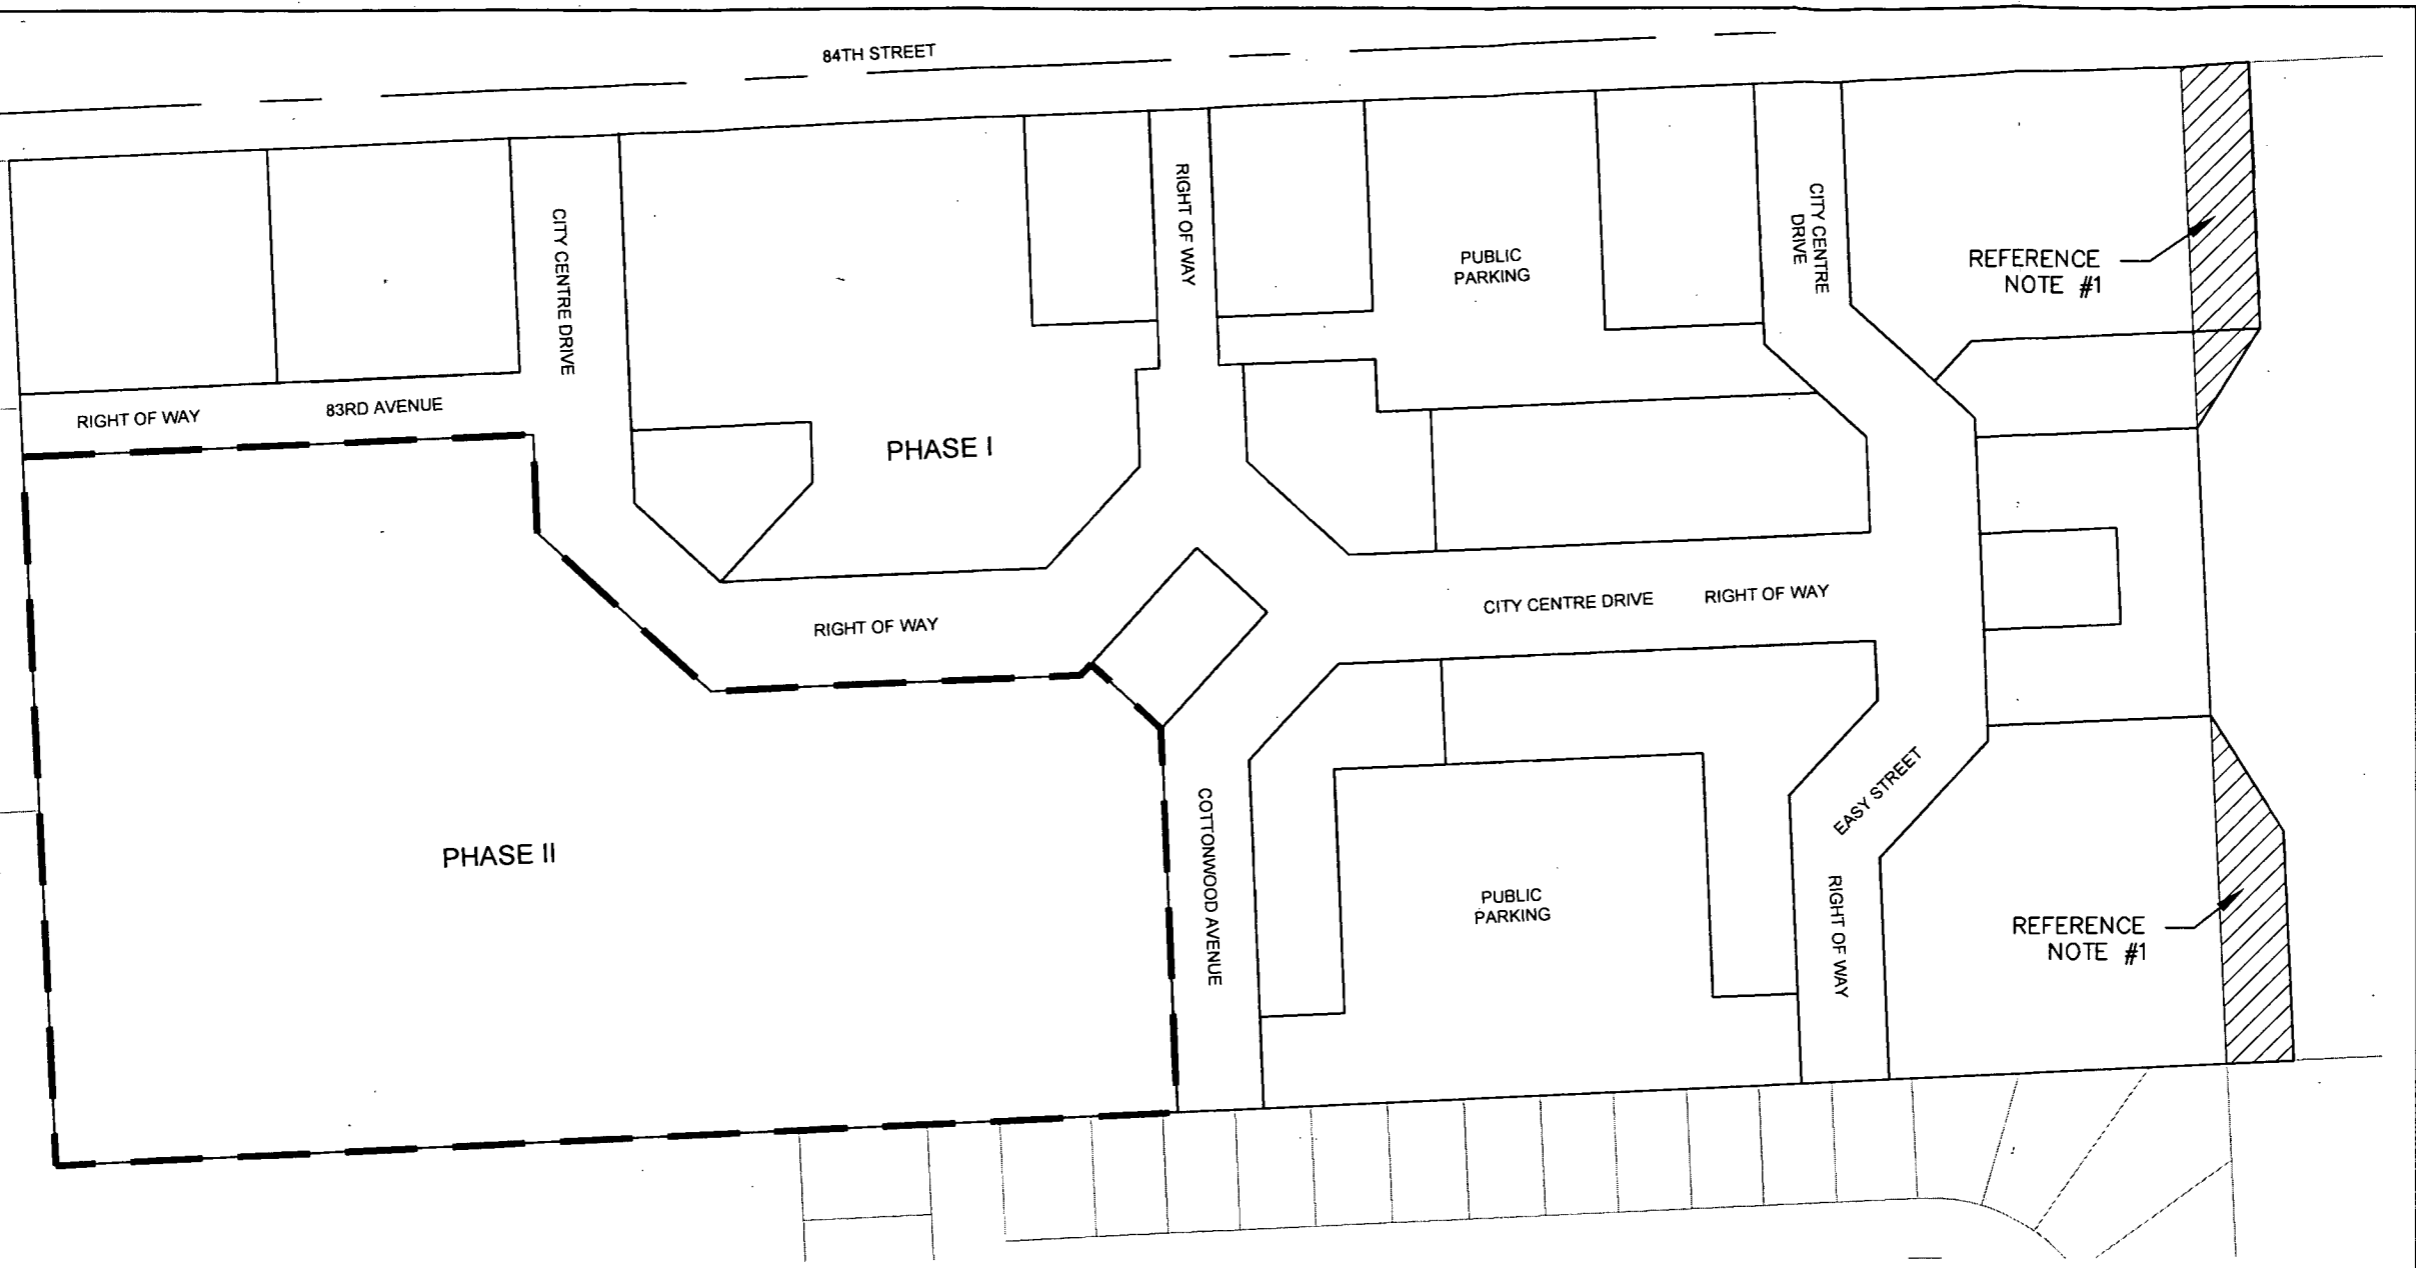 84TH STREET
CITY CENTRE DRIVE
RIGHT OF WAY
PUBLIC
PARKING
CITY CENTRE
DRIVE
REFERENCE
NOTE #1
RIGHT OF WAY
83RD AVENUE
PHASE I
RIGHT OF WAY
CITY CENTRE DRIVE
RIGHT OF WAY
EASY STREET
PHASE II
COTTONWOOD AVENUE
PUBLIC
PARKING
RIGHT OF WAY
REFERENCE
NOTE #1